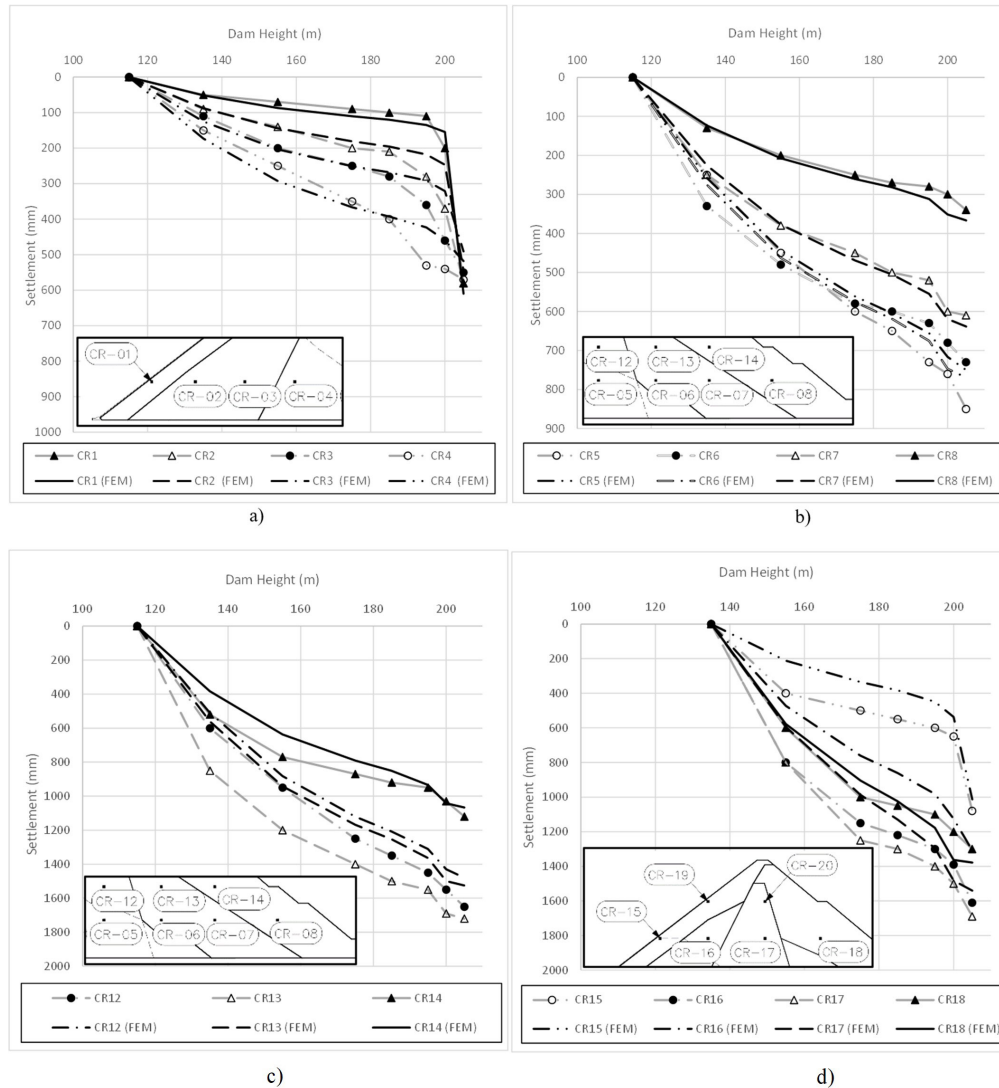 Dam Height (m)
100 120 140 160 180 200
0
100
200
300
400
500
600
700
800
900
1000
Settlement (mm)
CR-01
CR-02 CR-03 CR-04
CR1 CR2 CR3 CR4
CR1 (FEM) CR2 (FEM) CR3 (FEM) CR4 (FEM)
a)
Dam Height (m)
100 120 140 160 180 200
0
100
200
300
400
500
600
700
800
900
Settlement (mm)
CR-12 CR-13 CR-14
CR-05 CR-06 CR-07 CR-08
CR5 CR6 CR7 CR8
CR5 (FEM) CR6 (FEM) CR7 (FEM) CR8 (FEM)
b)
Dam Height (m)
100 120 140 160 180 200
0
200
400
600
800
1000
1200
1400
1600
1800
2000
Settlement (mm)
CR-12 CR-13 CR-14
CR-05 CR-06 CR-07 CR-08
CR12 CR13 CR14
CR12 (FEM) CR13 (FEM) CR14 (FEM)
c)
Dam Height (m)
100 120 140 160 180 200
0
200
400
600
800
1000
1200
1400
1600
1800
2000
Settlement (mm)
CR-19 CR-20
CR-15
CR-16 CR-17 CR-18
CR15 CR16 CR17 CR18
CR15 (FEM) CR16 (FEM) CR17 (FEM) CR18 (FEM)
d)